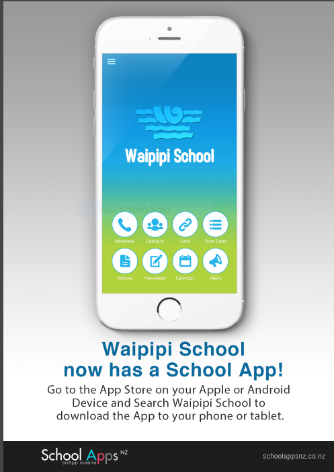 Waipipi School
Absentee Contacts Links Term Dates
Notices Newsletter Calendar Alerts
Waipipi School
now has a School App!
Go to the App Store on your Apple or Android
Device and Search Waipipi School to
download the App to your phone or tablet.
School Apps NZ
schoolappsnz.co.nz